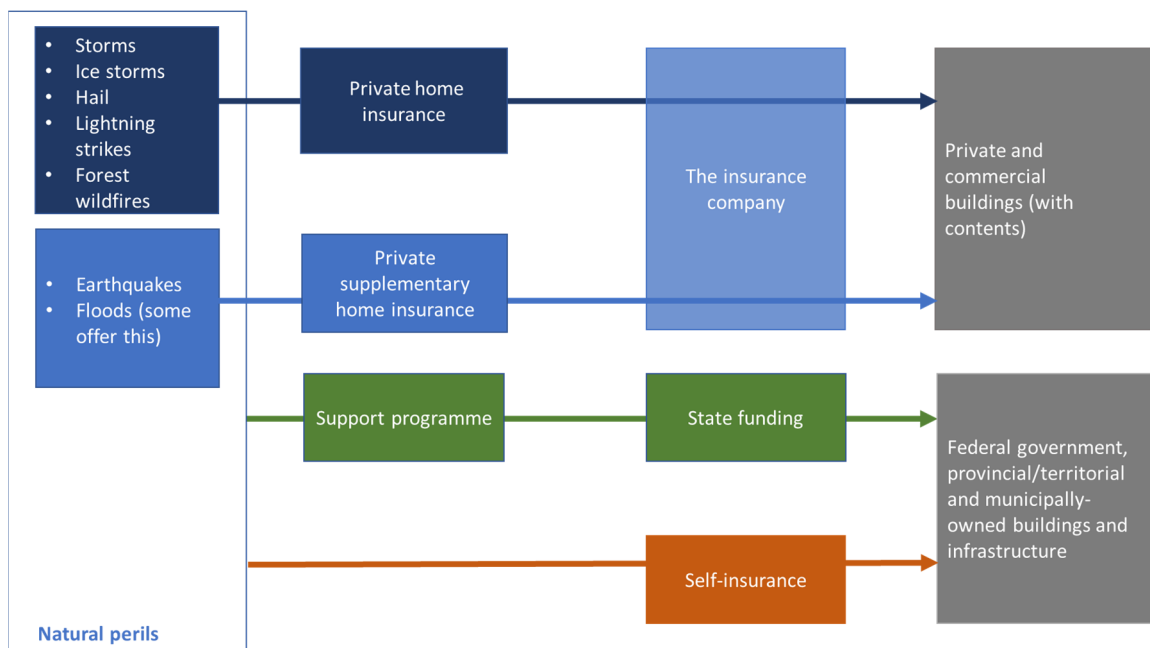 • Storms
• Ice storms
• Hail
• Lightning
strikes
• Forest
wildfires
Private home
insurance
The insurance
company
Private and
commercial
buildings (with
contents)
• Earthquakes
• Floods (some
offer this)
Private
supplementary
home insurance
Support programme
State funding
Federal government,
provincial/territorial
and municipally-
owned buildings and
infrastructure
Self-insurance
Natural perils